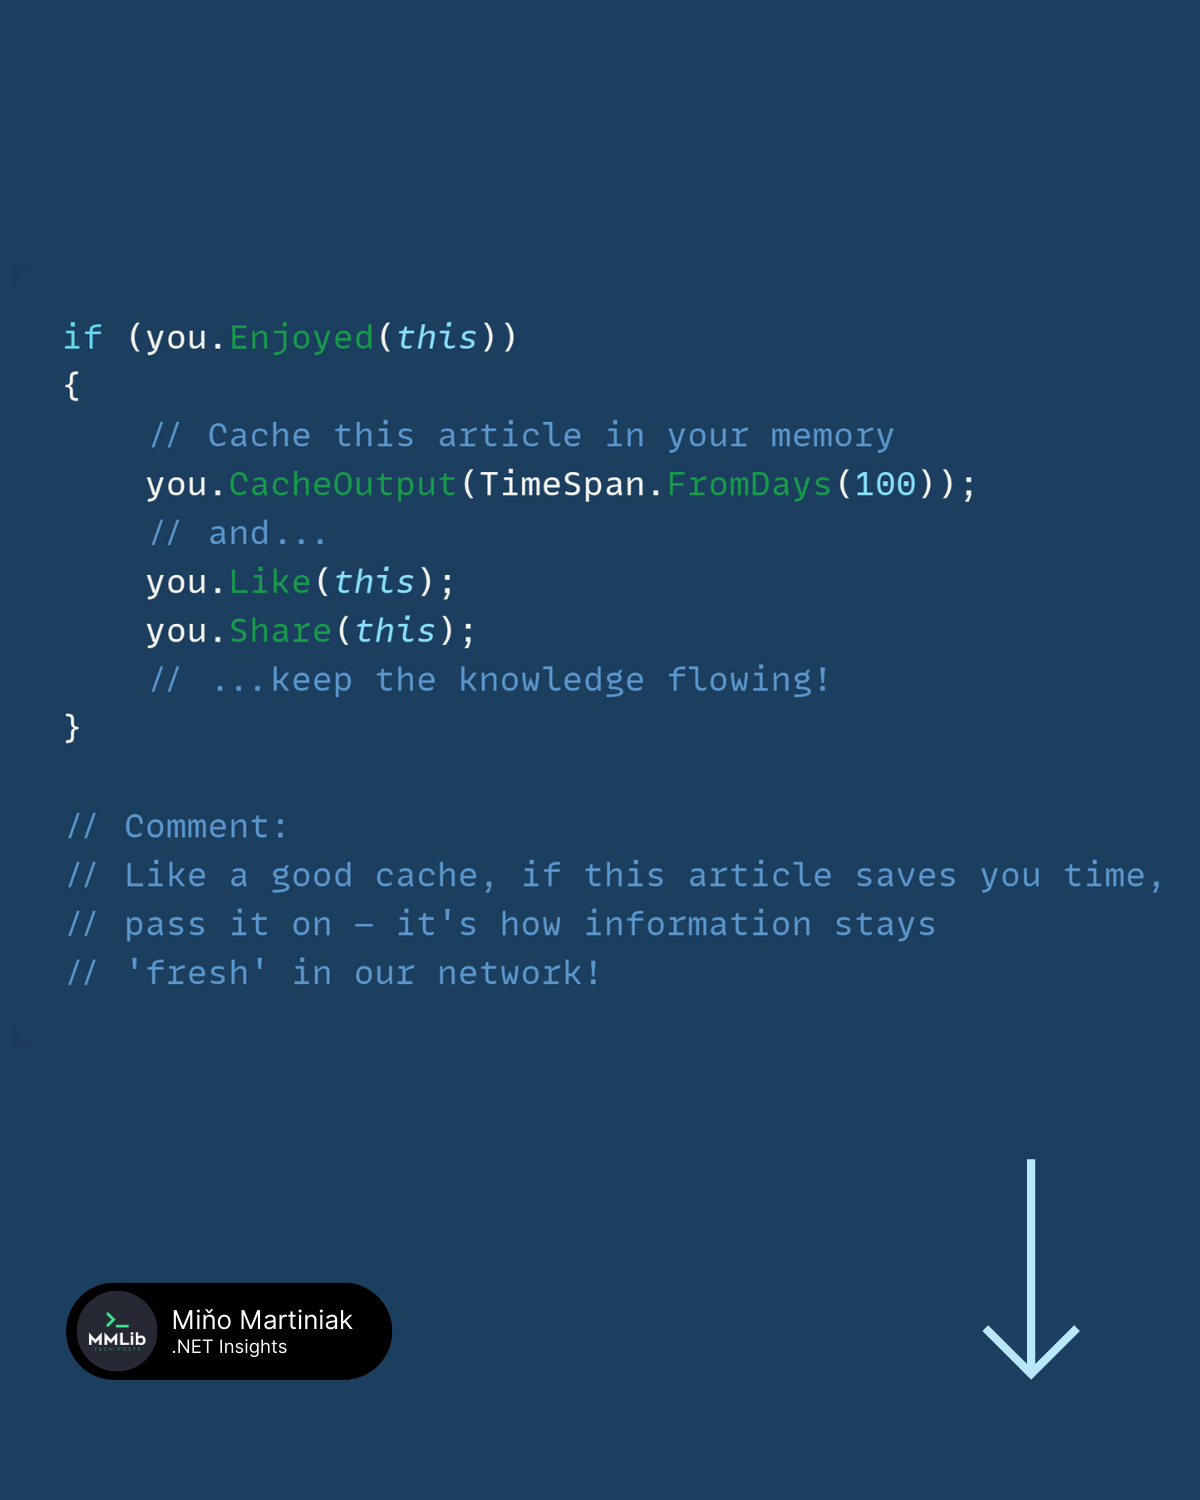 if (you.Enjoyed(this))
{
    // Cache this article in your memory
    you.CacheOutput(TimeSpan.FromDays(100));
    // and...
    you.Like(this);
    you.Share(this);
    // ...keep the knowledge flowing!
}

// Comment:
// Like a good cache, if this article saves you time,
// pass it on – it's how information stays
// 'fresh' in our network!
>_
MMLib
TECH POSTS
Miňo Martiniak
.NET Insights